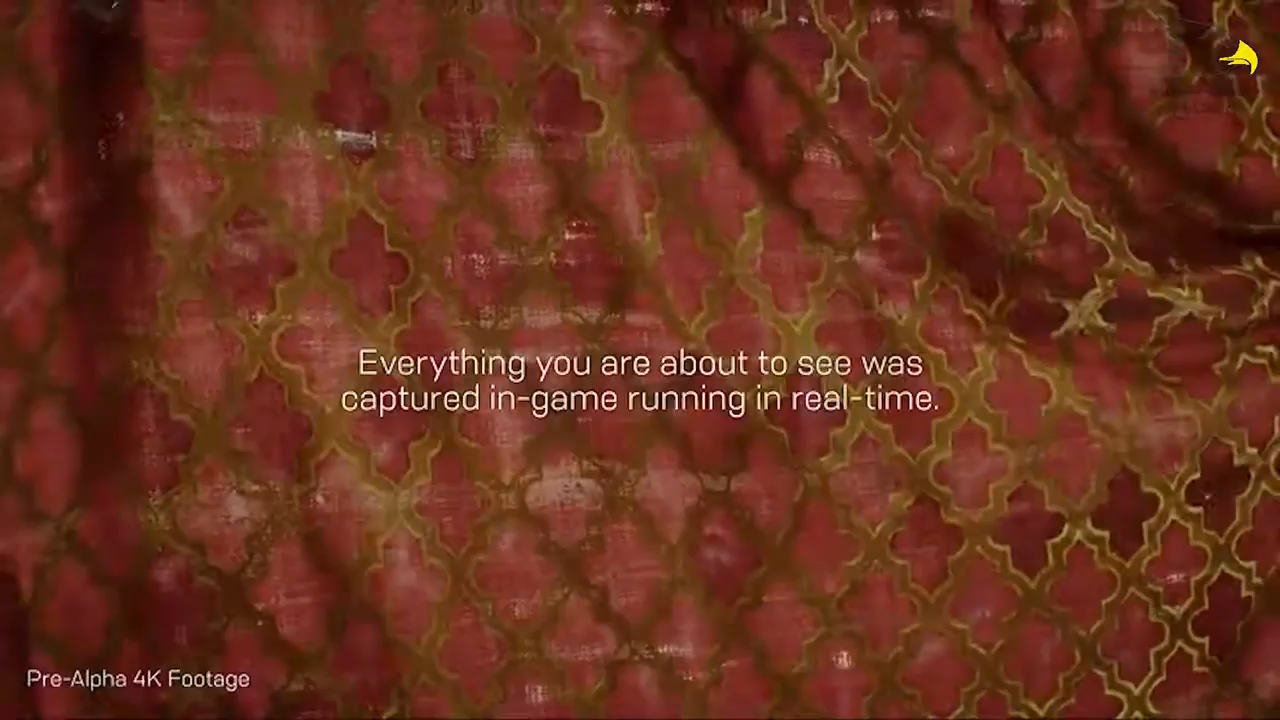 Everything you are about to see was
captured in-game running in real-time.
Pre-Alpha 4K Footage